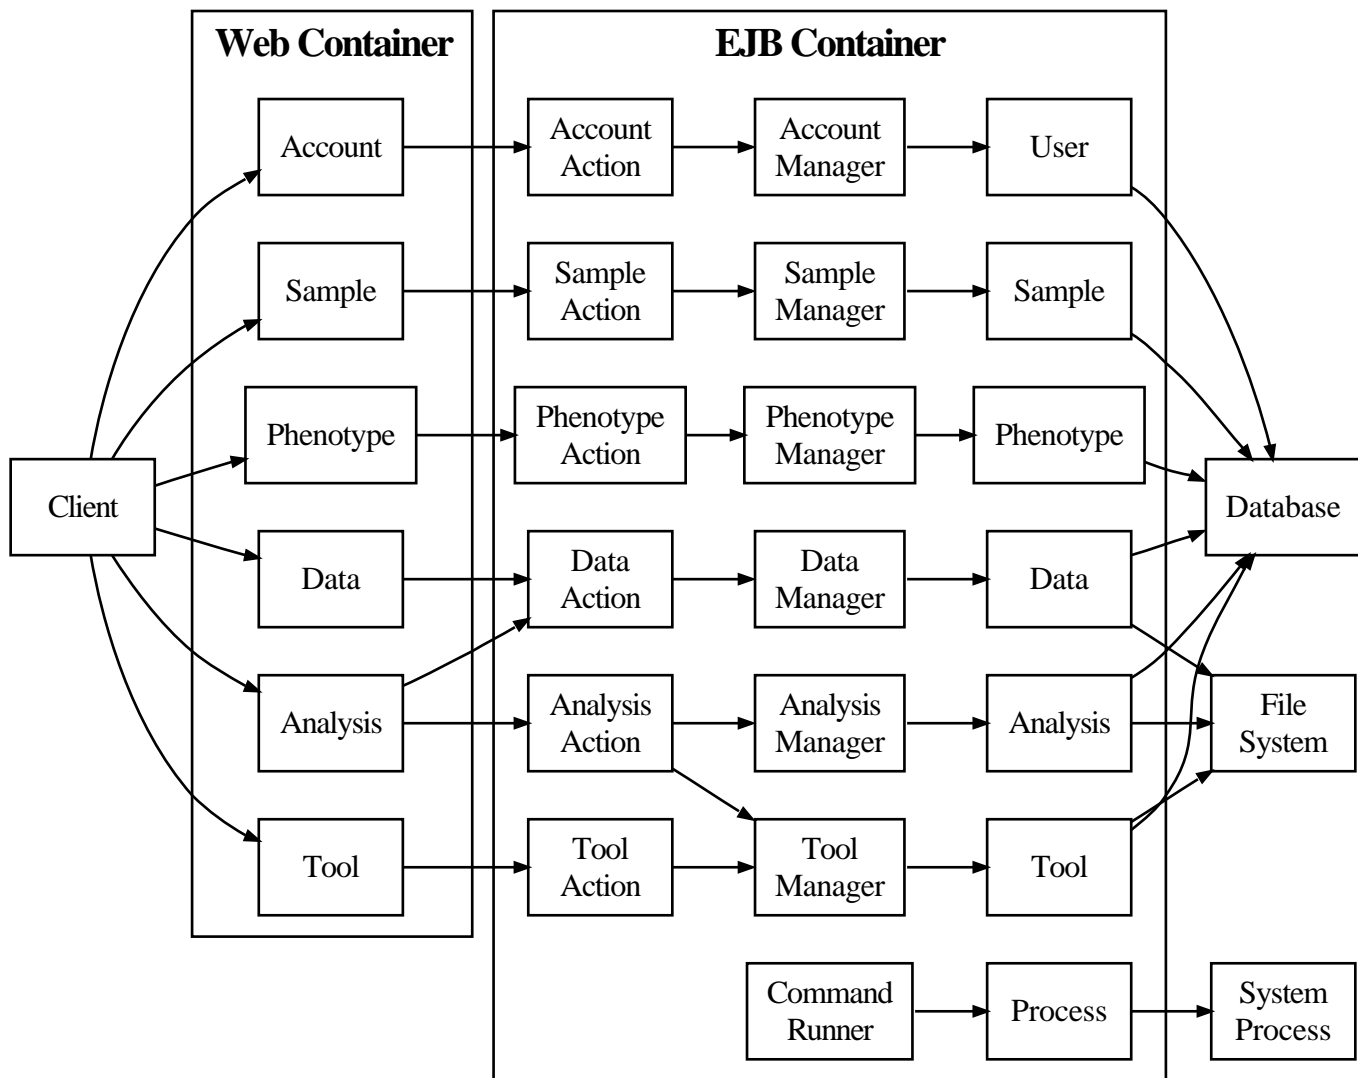 Web Container
EJB Container
Account
Account
Action
Account
Manager
User
Sample
Sample
Action
Sample
Manager
Sample
Phenotype
Phenotype
Action
Phenotype
Manager
Phenotype
Client
Database
Data
Data
Action
Data
Manager
Data
Analysis
Analysis
Action
Analysis
Manager
Analysis
File
System
Tool
Tool
Action
Tool
Manager
Tool
Command
Runner
Process
System
Process